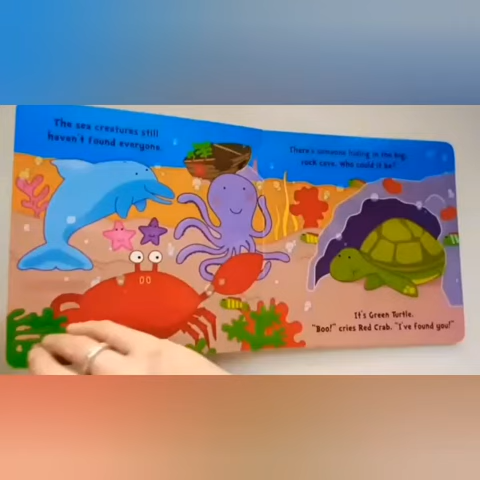 The sea creatures still
haven't found everyone.
There's someone hiding in the big,
rock cave. Who could it be?
It's Green Turtle.
"Boo!" cries Red Crab. "I've found you!"